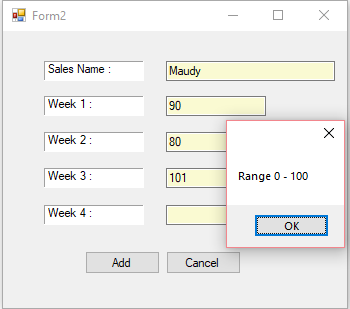 Form2
Sales Name :
Maudy
Week 1 :
90
Week 2 :
80
Week 3 :
101
Range 0 - 100
Week 4 :
OK
Add
Cancel